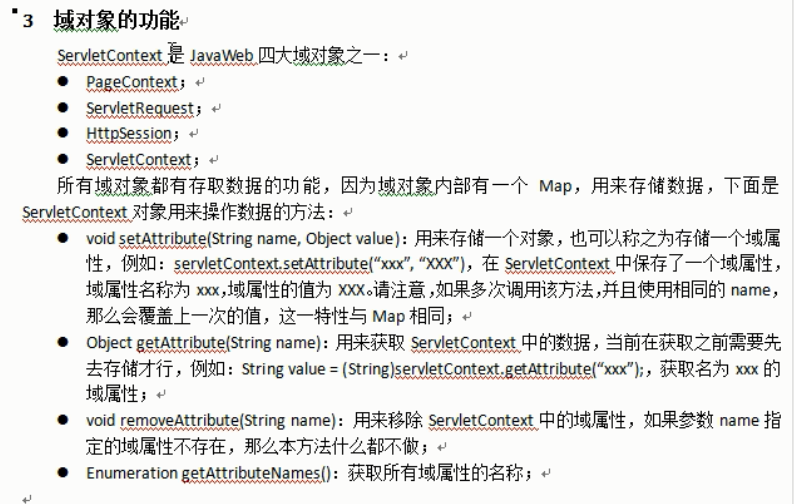 3 域对象的功能
ServletContext 是 JavaWeb 四大域对象之一：
● PageContext；
● ServletRequest；
● HttpSession；
● ServletContext；
所有域对象都有存取数据的功能，因为域对象内部有一个 Map，用来存储数据，下面是
ServletContext 对象用来操作数据的方法：
● void setAttribute(String name, Object value)：用来存储一个对象，也可以称之为存储一个域属
性，例如：servletContext.setAttribute(“xxx”, “XXX”)，在 ServletContext 中保存了一个域属性，
域属性名称为 xxx，域属性的值为 XXX。请注意，如果多次调用该方法，并且使用相同的 name，
那么会覆盖上一次的值，这一特性与 Map 相同；
● Object getAttribute(String name)：用来获取 ServletContext 中的数据，当前在获取之前需要先
去存储才行，例如：String value = (String)servletContext.getAttribute(“xxx”);，获取名为 xxx 的
域属性；
● void removeAttribute(String name)：用来移除 ServletContext 中的域属性，如果参数 name 指
定的域属性不存在，那么本方法什么都不做；
● Enumeration getAttributeNames()：获取所有域属性的名称；